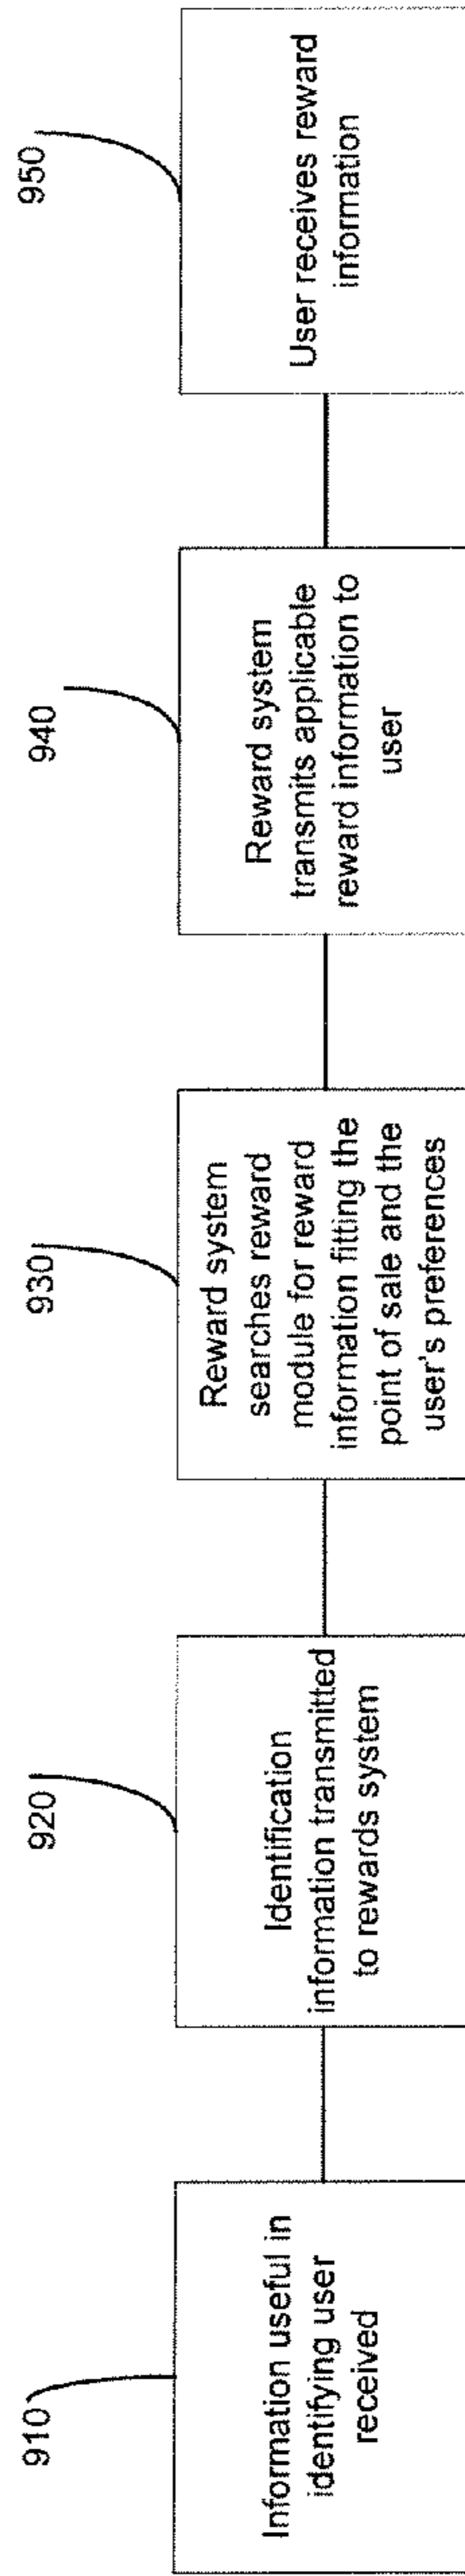 910
Information useful in
identifying user
received
920
Identification
information transmitted
to rewards system
930
Reward system
searches reward
module for reward
information fitting the
point of sale and the
user's preferences
940
Reward system
transmits applicable
reward information to
user
950
User receives reward
information